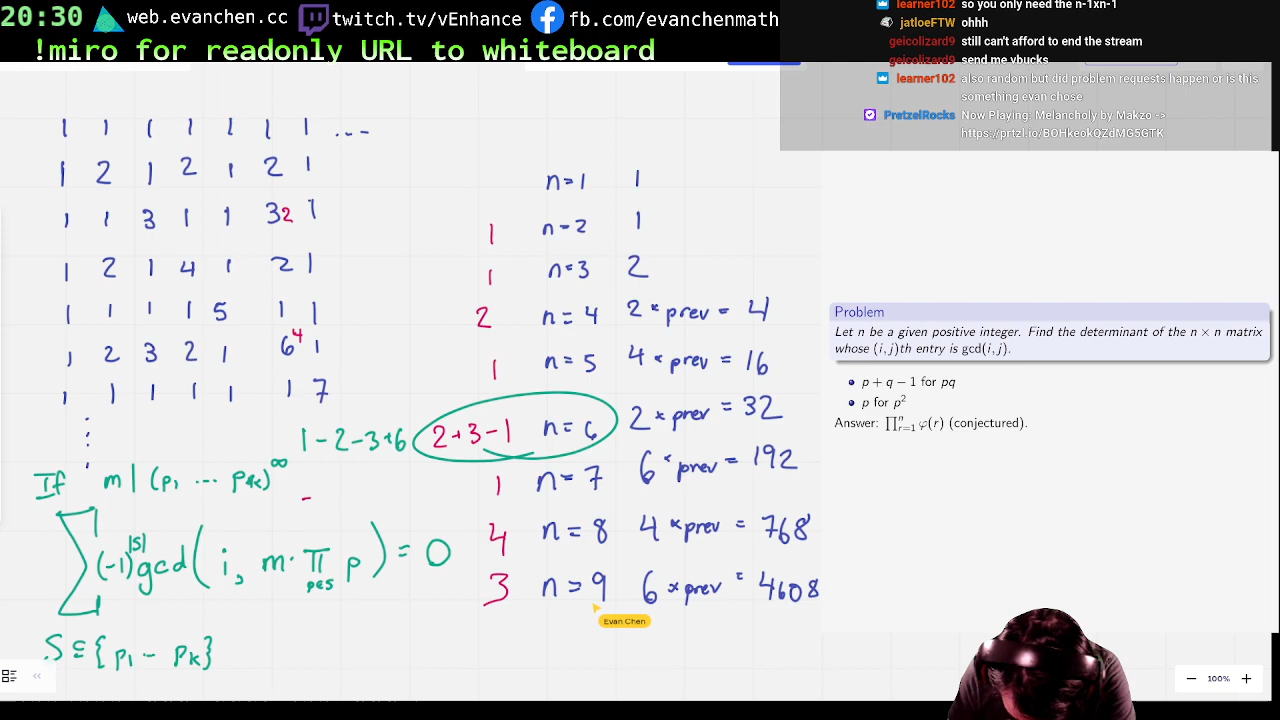 20:30 web.evanchen.cc twitch.tv/vEnhance fb.com/evanchenmath
!miro for readonly URL to whiteboard
learner102 so you only need the n-1xn-1
jatloeFTW ohhh
geicolizard9 still can't afford to end the stream
geicolizard9 send me vbucks
learner102 also random but did problem requests happen or is this
something evan chose
PretzelRocks Now Playing: Melancholy by Makzo ->
https://prtzl.io/BOHkeokQZdMG5GTK
1 1 1 1 1 1 1 ...
1 2 1 2 1 2 1
1 1 3 1 1 3 2 1
1 2 1 4 1 2 1
1 1 1 1 5 1 1
1 2 3 2 1 6 4 1
1 1 1 1 1 1 7
⋮
n=1 1
1 n=2 1
1 n=3 2
2 n=4 2 * prev = 4
1 n=5 4 * prev = 16
1-2-3+6 2+3-1 n=6 2 * prev = 32
1 n=7 6 * prev = 192
4 n=8 4 * prev = 768
3 n=9 6 * prev = 4608
If m | (p₁ ... pₖ)^∞
∑ (-1)^|S| gcd(i, m·∏ p) = 0
p∈S
S ⊆ {p₁ - pₖ}
Evan Chen
Problem
Let n be a given positive integer. Find the determinant of the n × n matrix
whose (i, j)th entry is gcd(i, j).
• p + q − 1 for pq
• p for p²
Answer: ∏ⁿᵣ₌₁ φ(r) (conjectured).
− 100% +